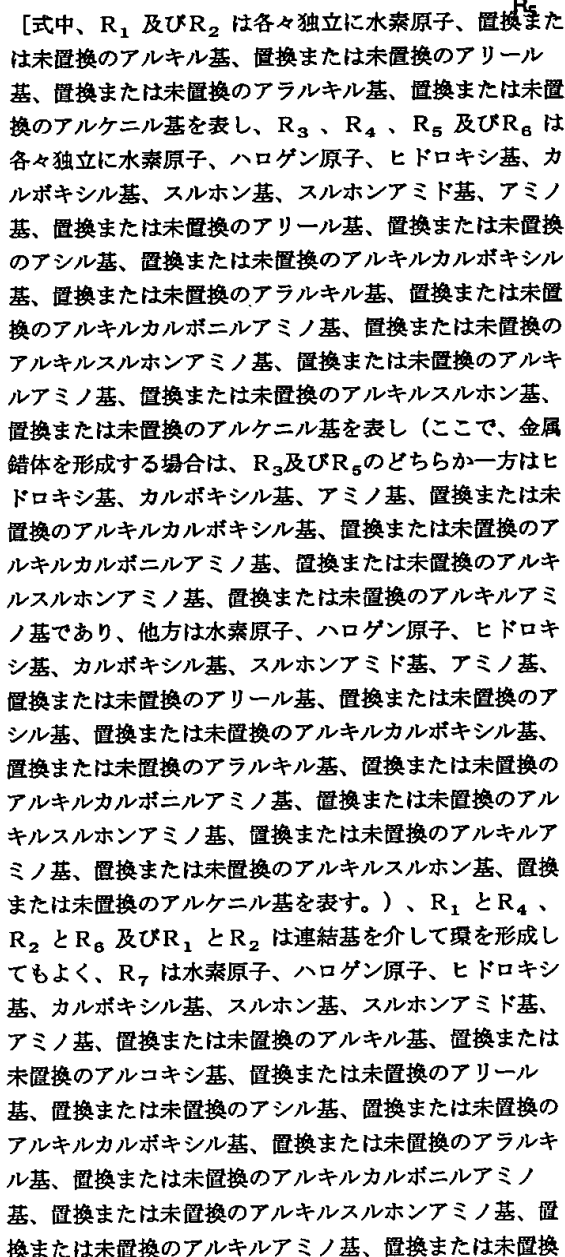 R₅
［式中、R₁ 及びR₂ は各々独立に水素原子、置換また
は未置換のアルキル基、置換または未置換のアリール
基、置換または未置換のアラルキル基、置換または未置
換のアルケニル基を表し、R₃ 、R₄ 、R₅ 及びR₆ は
各々独立に水素原子、ハロゲン原子、ヒドロキシ基、カ
ルボキシル基、スルホン基、スルホンアミド基、アミノ
基、置換または未置換のアリール基、置換または未置換
のアシル基、置換または未置換のアルキルカルボキシル
基、置換または未置換のアラルキル基、置換または未置
換のアルキルカルボニルアミノ基、置換または未置換の
アルキルスルホンアミノ基、置換または未置換のアルキ
ルアミノ基、置換または未置換のアルキルスルホン基、
置換または未置換のアルケニル基を表し（ここで、金属
錯体を形成する場合は、R₃及びR₅のどちらか一方はヒ
ドロキシ基、カルボキシル基、アミノ基、置換または未
置換のアルキルカルボキシル基、置換または未置換のア
ルキルカルボニルアミノ基、置換または未置換のアルキ
ルスルホンアミノ基、置換または未置換のアルキルアミ
ノ基であり、他方は水素原子、ハロゲン原子、ヒドロキ
シ基、カルボキシル基、スルホンアミド基、アミノ基、
置換または未置換のアリール基、置換または未置換のア
シル基、置換または未置換のアルキルカルボキシル基、
置換または未置換のアラルキル基、置換または未置換の
アルキルカルボニルアミノ基、置換または未置換のアル
キルスルホンアミノ基、置換または未置換のアルキルア
ミノ基、置換または未置換のアルキルスルホン基、置換
または未置換のアルケニル基を表す。）、R₁ とR₄ 、
R₂ とR₆ 及びR₁ とR₂ は連結基を介して環を形成し
てもよく、R₇ は水素原子、ハロゲン原子、ヒドロキシ
基、カルボキシル基、スルホン基、スルホンアミド基、
アミノ基、置換または未置換のアルキル基、置換または
未置換のアルコキシ基、置換または未置換のアリール
基、置換または未置換のアシル基、置換または未置換の
アルキルカルボキシル基、置換または未置換のアラルキ
ル基、置換または未置換のアルキルカルボニルアミノ
基、置換または未置換のアルキルスルホンアミノ基、置
換または未置換のアルキルアミノ基、置換または未置換